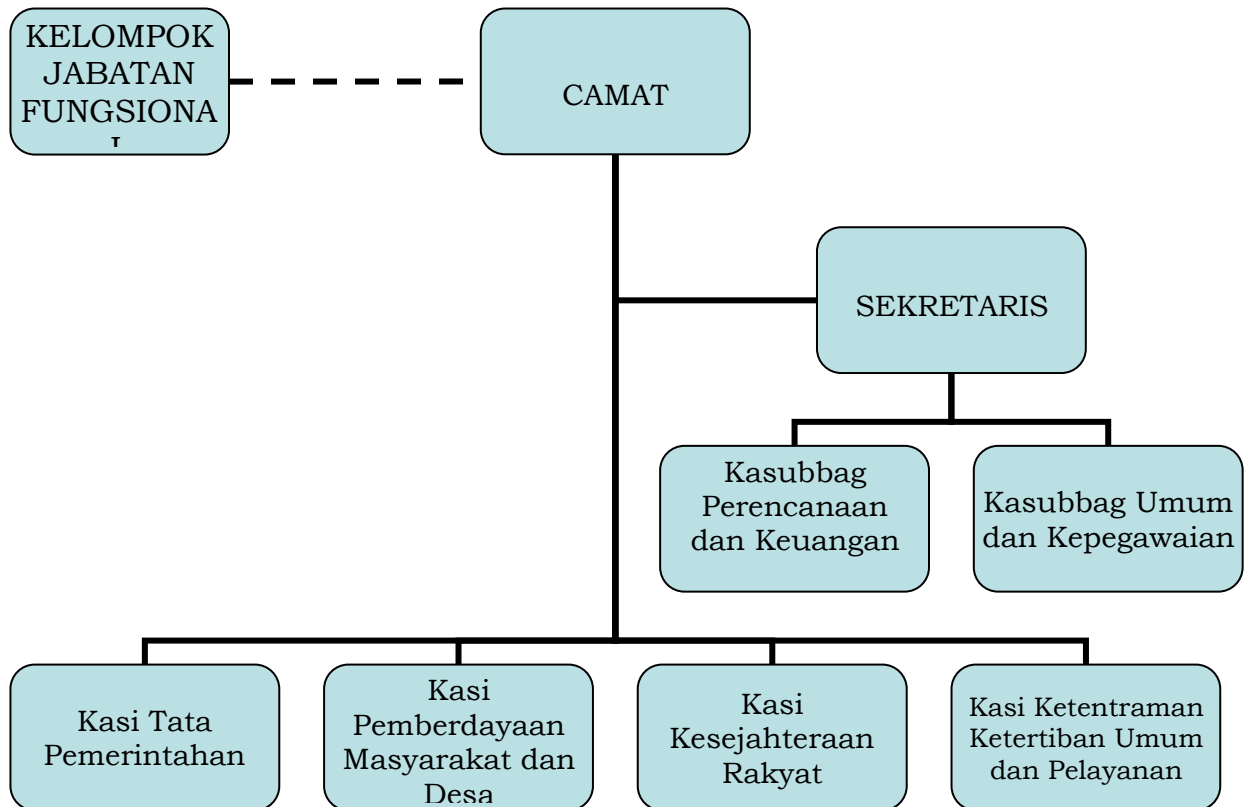 KELOMPOK
JABATAN
FUNGSIONA
CAMAT
SEKRETARIS
Kasubbag
Perencanaan
dan Keuangan
Kasubbag Umum
dan Kepegawaian
Kasi Tata
Pemerintahan
Kasi
Pemberdayaan
Masyarakat dan
Desa
Kasi
Kesejahteraan
Rakyat
Kasi Ketentraman
Ketertiban Umum
dan Pelayanan